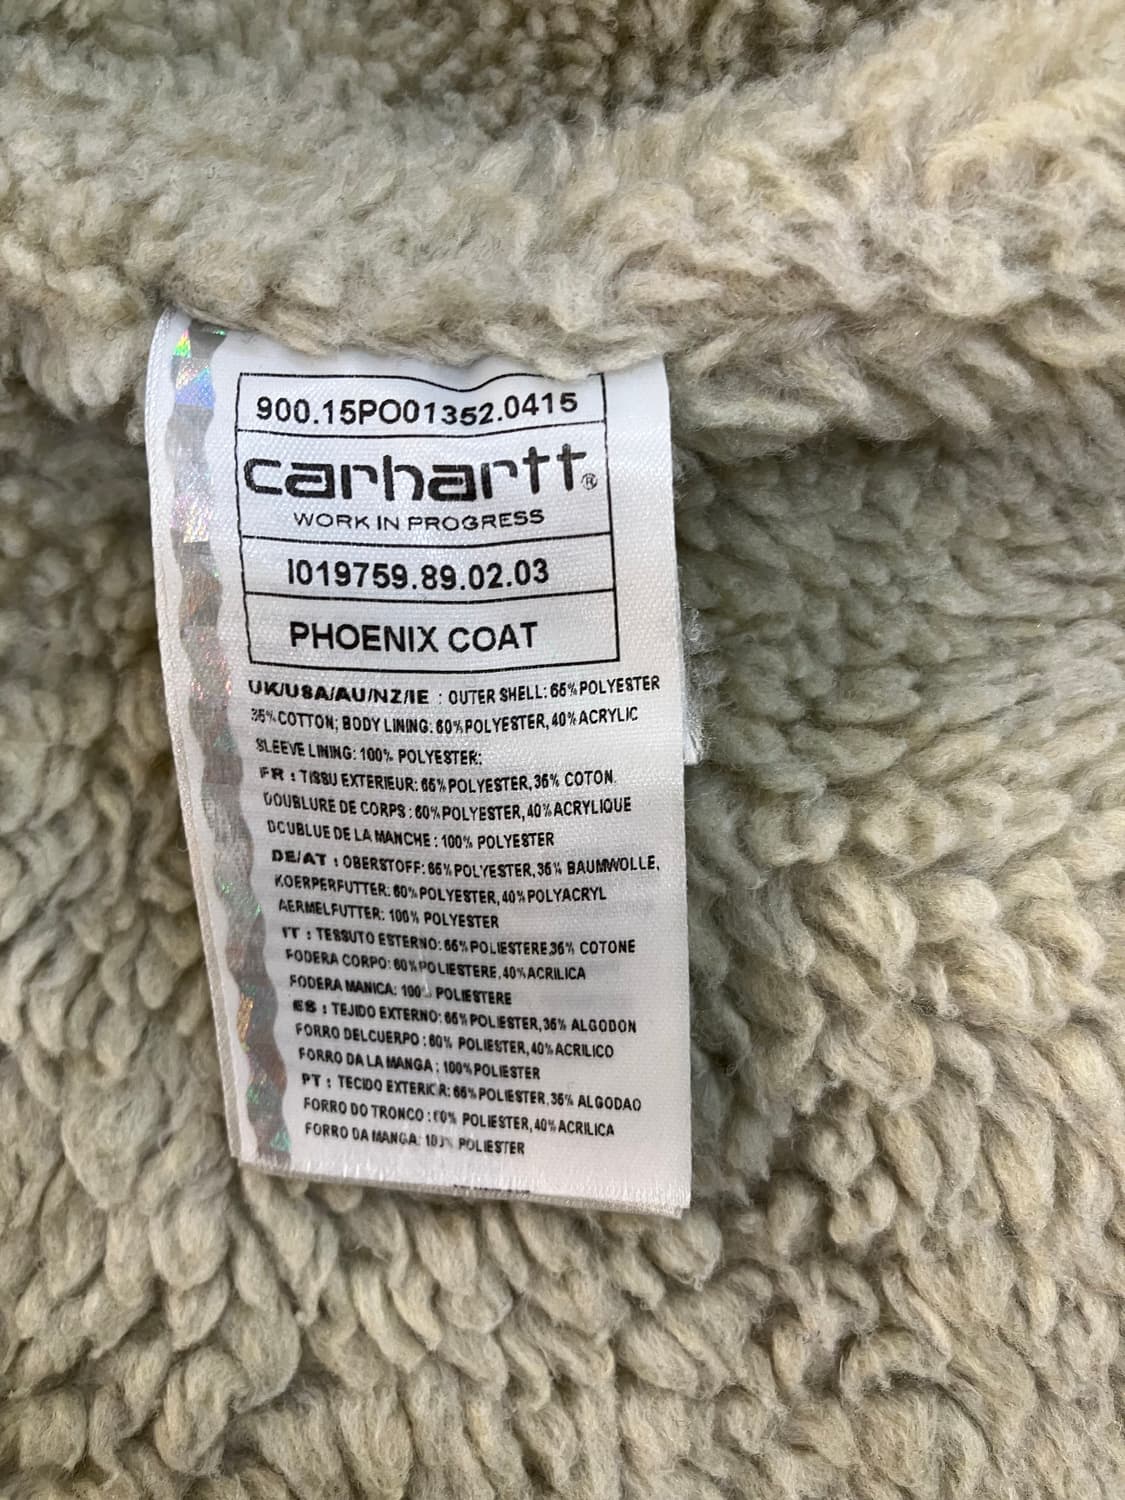 900.15PO01352.0415
carhartt®
WORK IN PROGRESS
I019759.89.02.03
PHOENIX COAT
UK/USA/AU/NZ/IE : OUTER SHELL: 65% POLYESTER
35% COTTON; BODY LINING: 60% POLYESTER, 40% ACRYLIC
SLEEVE LINING: 100% POLYESTER;
FR : TISSU EXTERIEUR: 65% POLYESTER, 35% COTON.
DOUBLURE DE CORPS : 60% POLYESTER, 40% ACRYLIQUE
DOUBLUE DE LA MANCHE : 100% POLYESTER
DE/AT : OBERSTOFF: 65% POLYESTER, 35% BAUMWOLLE,
KOERPERFUTTER: 60% POLYESTER, 40% POLYACRYL
AERMELFUTTER: 100% POLYESTER
IT : TESSUTO ESTERNO: 65% POLIESTERE,35% COTONE
FODERA CORPO: 60% POLIESTERE, 40% ACRILICA
FODERA MANICA: 100% POLIESTERE
ES : TEJIDO EXTERNO: 65% POLIESTER, 35% ALGODON
FORRO DELCUERPO : 60% POLIESTER, 40% ACRILICO
FORRO DA LA MANGA : 100% POLIESTER
PT : TECIDO EXTERIOR: 65% POLIESTER, 35% ALGODAO
FORRO DO TRONCO : 60% POLIESTER, 40% ACRILICA
FORRO DA MANGA: 100% POLIESTER